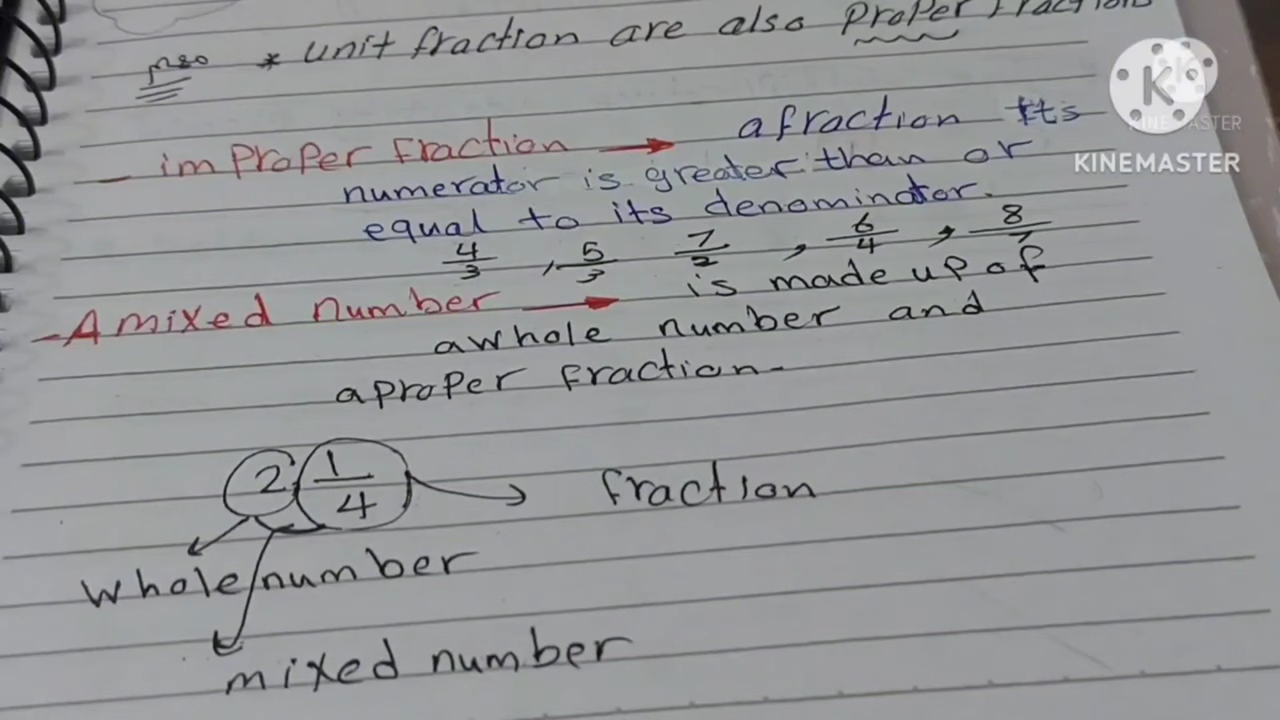 * unit fraction are also proper fractions
KINEMASTER
KINEMASTER
- improper fraction → a fraction its
numerator is greater than or
equal to its denominator.
4/3 , 5/3 7/2 , 6/4 , 8/7
- A mixed number → is made up of
a whole number and
a proper fraction.
2 1/4 → fraction
whole number
mixed number